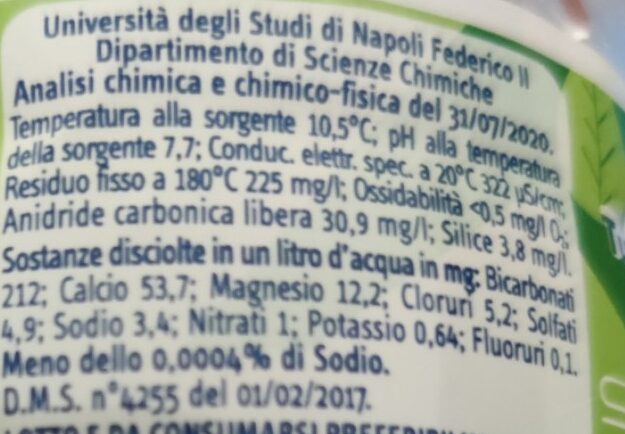 Università degli Studi di Napoli Federico II
Dipartimento di Scienze Chimiche
Analisi chimica e chimico-fisica del 31/07/2020.
Temperatura alla sorgente 10,5°C; pH alla temperatura
della sorgente 7,7; Conduc. elettr. spec. a 20°C 322 µS/cm;
Residuo fisso a 180°C 225 mg/l; Ossidabilità <0,5 mg/l O₂;
Anidride carbonica libera 30,9 mg/l; Silice 3,8 mg/l.
Sostanze disciolte in un litro d'acqua in mg: Bicarbonati
212; Calcio 53,7; Magnesio 12,2; Cloruri 5,2; Solfati
4,9; Sodio 3,4; Nitrati 1; Potassio 0,64; Fluoruri 0,1.
Meno dello 0,0004% di Sodio.
D.M.S. n°4255 del 01/02/2017.
LOTTO E DA CONSUMARSI